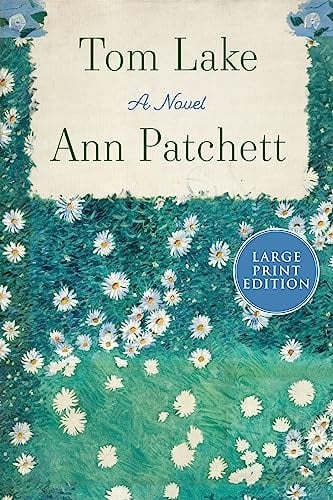 Tom Lake
A Novel
Ann Patchett
LARGE
PRINT
EDITION